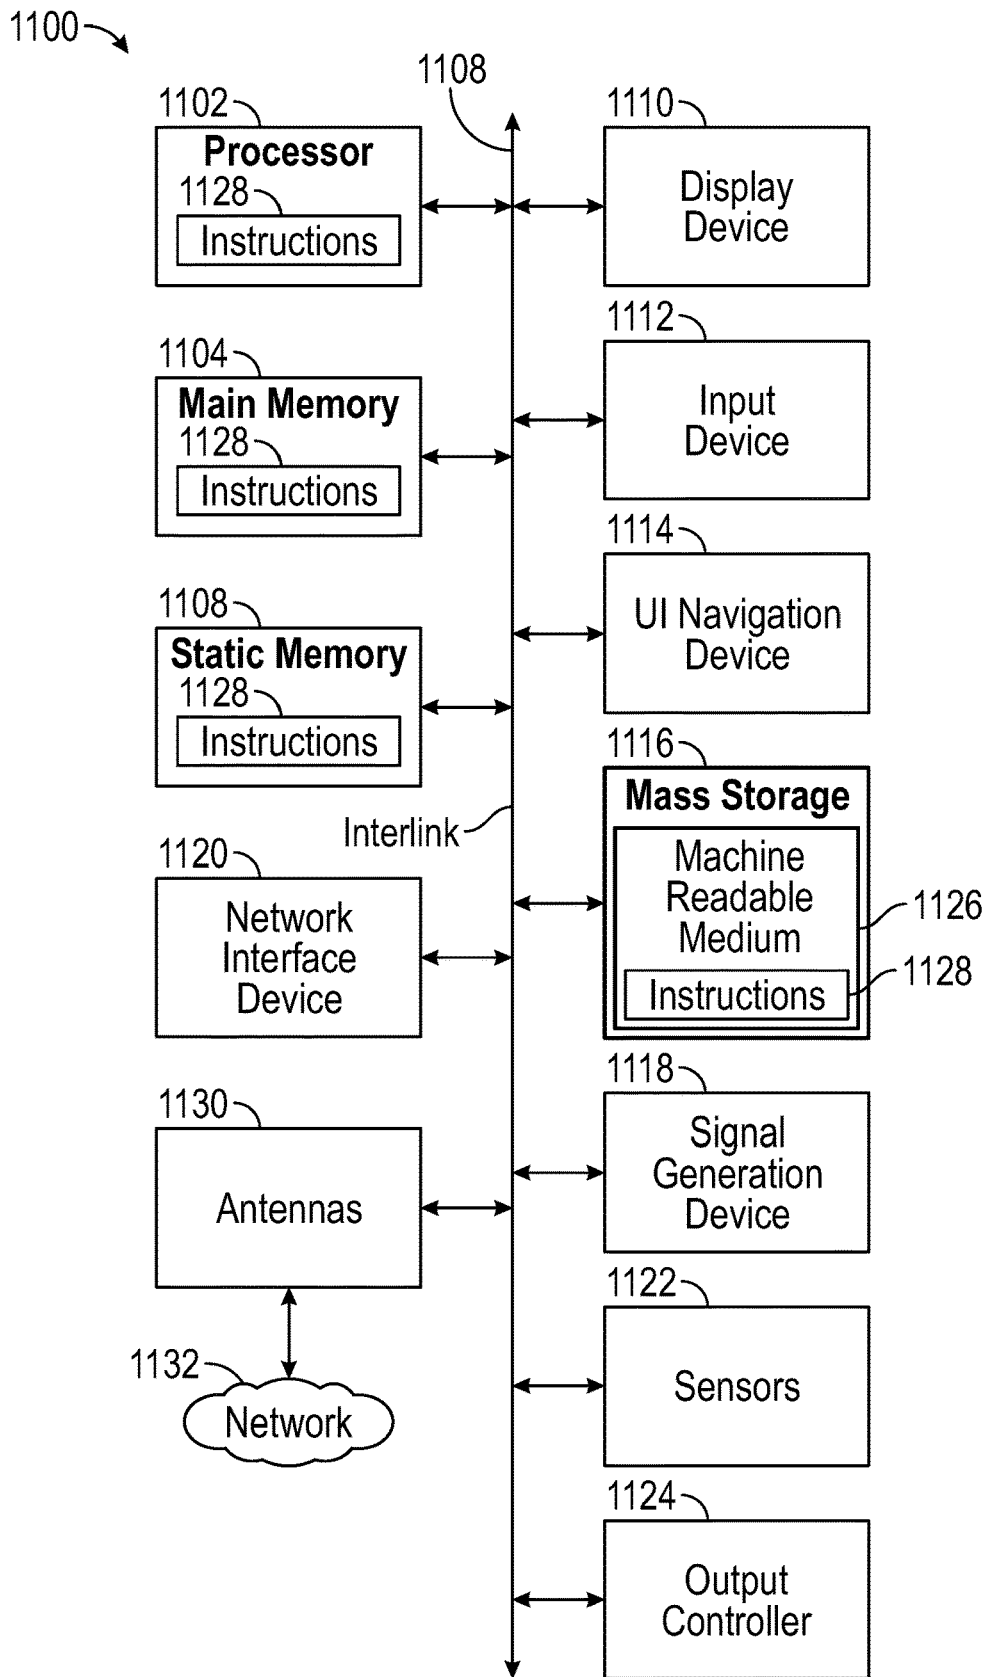 1100
1108
1102
Processor
1128
Instructions
1104
Main Memory
1128
Instructions
1108
Static Memory
1128
Instructions
Interlink
1120
Network
Interface
Device
1130
Antennas
1132
Network
1110
Display
Device
1112
Input
Device
1114
UI Navigation
Device
1116
Mass Storage
Machine
Readable
Medium
1126
Instructions
1128
1118
Signal
Generation
Device
1122
Sensors
1124
Output
Controller